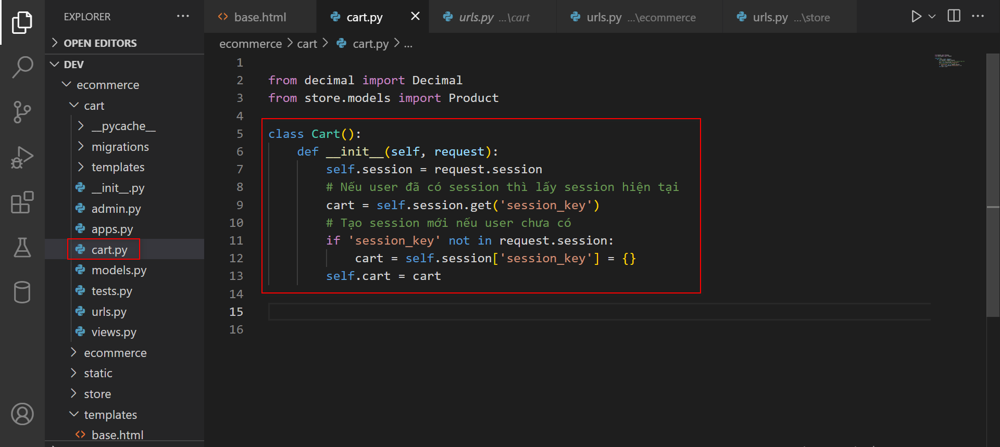 EXPLORER
OPEN EDITORS
DEV
ecommerce
cart
__pycache__
migrations
templates
__init__.py
admin.py
apps.py
cart.py
models.py
tests.py
urls.py
views.py
ecommerce
static
store
templates
base.html
base.html
cart.py
urls.py ...\cart
urls.py ...\ecommerce
urls.py ...\store
ecommerce > cart > cart.py > ...
1
2 from decimal import Decimal
3 from store.models import Product
4
5 class Cart():
6 def __init__(self, request):
7 self.session = request.session
8 # Nếu user đã có session thì lấy session hiện tại
9 cart = self.session.get('session_key')
10 # Tạo session mới nếu user chưa có
11 if 'session_key' not in request.session:
12 cart = self.session['session_key'] = {}
13 self.cart = cart
14
15
16